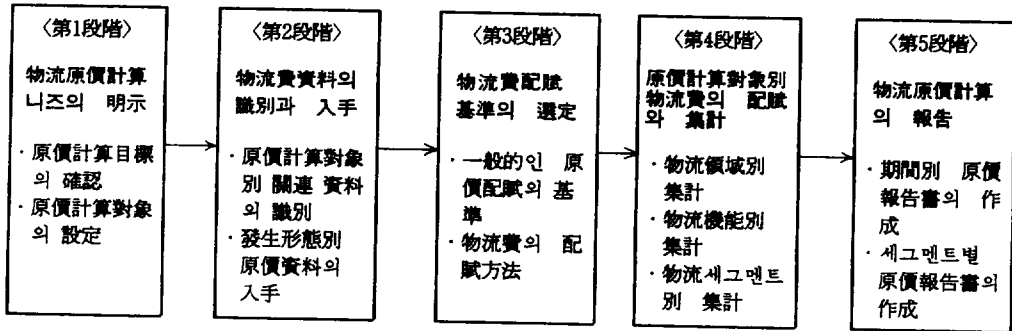 〈第1段階〉
物流原價計算
니즈의 明示
· 原價計算目標
의 確認
· 原價計算對象
의 設定
〈第2段階〉
物流費資料의
識別과 入手
· 原價計算對象
別 關連 資料
의 識別
· 發生形態別
原價資料의
入手
〈第3段階〉
物流費配賦
基準의 選定
· 一般的인 原
價配賦의 基
準
· 物流費의 配
賦方法
〈第4段階〉
原價計算對象別
物流費의 配賦
와 集計
· 物流領域別
集計
· 物流機能別
集計
· 物流세그멘트
別 集計
〈第5段階〉
物流原價計算
의 報告
· 期間別 原價
報告書의 作
成
· 세그멘트별
原價報告書의
作成